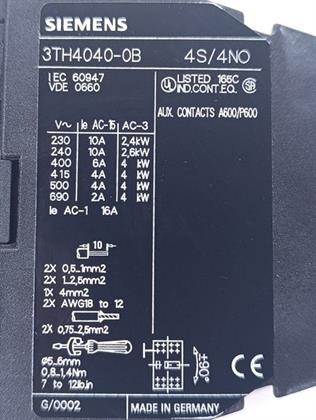 SIEMENS
3TH4040-0B 4S/4NO
IEC 60947
VDE 0660
UL LISTED 165C
IND.CONT.EQ.
AUX. CONTACTS A600/P600
V~ Ie AC-15 AC-3
230 10A 2,4kW
240 10A 2,6kW
400 6A 4 kW
415 4A 4 kW
500 4A 4 kW
690 2A 4 kW
Ie AC-1 16A
10
2X 0,5..1mm2
2X 1..2,5mm2
1X 4mm2
2X AWG18 to 12
2X 0,75..2,5mm2
ø5..6mm
0,8..1,4Nm
7 to 12lb.in
+90°
CE
G/0002 MADE IN GERMANY